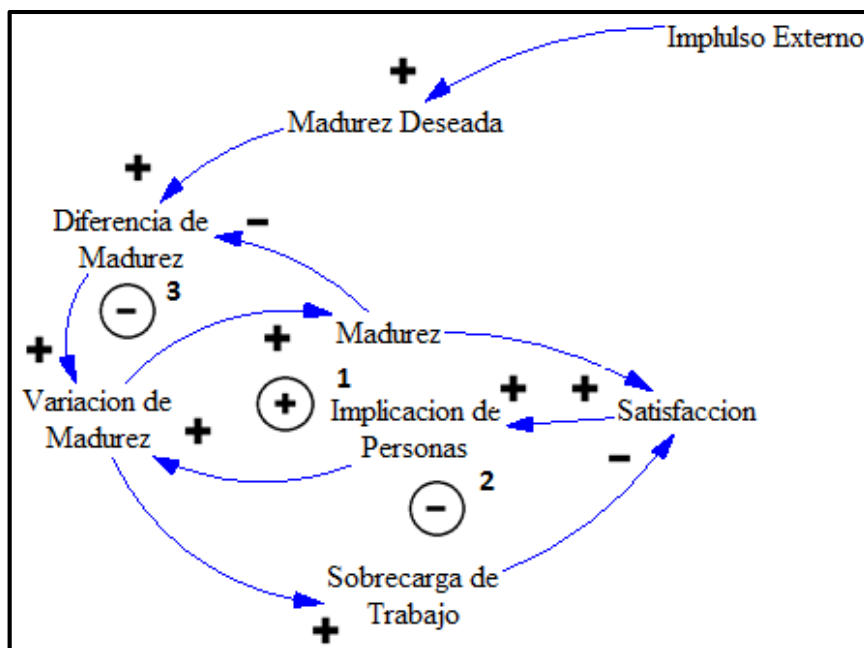 Implulso Externo
+
Madurez Deseada
+
Diferencia de
Madurez
-
- 3
+
Madurez
+
+ 1
Variacion de
Madurez
+
Implicacion de
Personas
+
+
Satisfaccion
-
- 2
Sobrecarga de
Trabajo
+